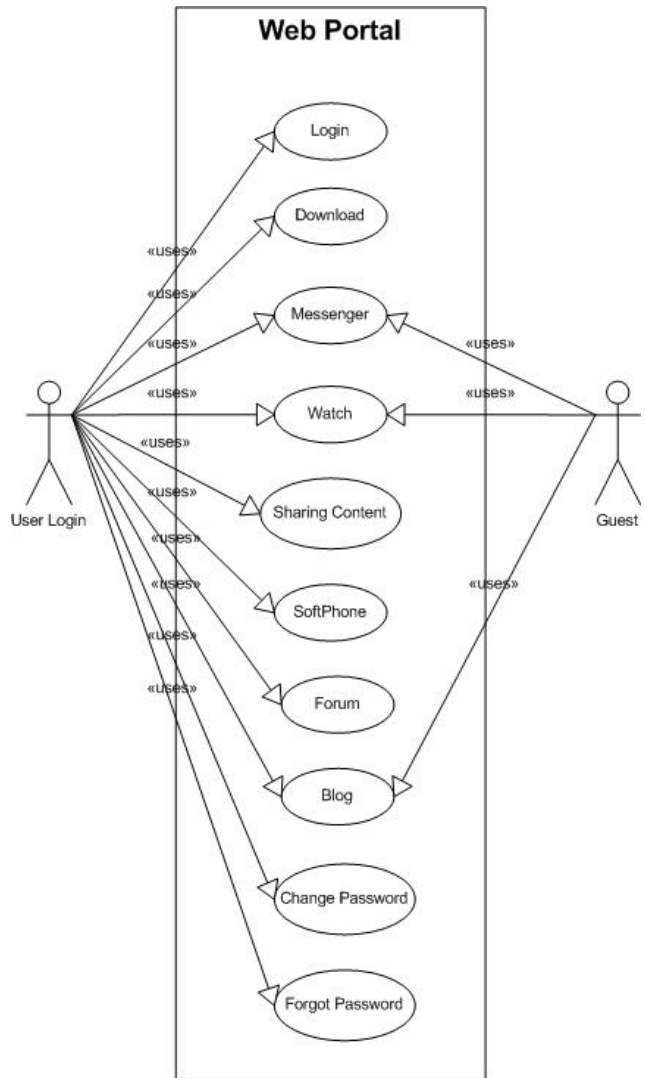 Web Portal
Login
Download
«uses»
«uses»
Messenger
«uses»
«uses»
Watch
«uses»
«uses»
«uses»
User Login
Guest
Sharing Content
«uses»
«uses»
«uses»
«uses»
SoftPhone
«uses»
«uses»
Forum
Blog
Change Password
Forgot Password